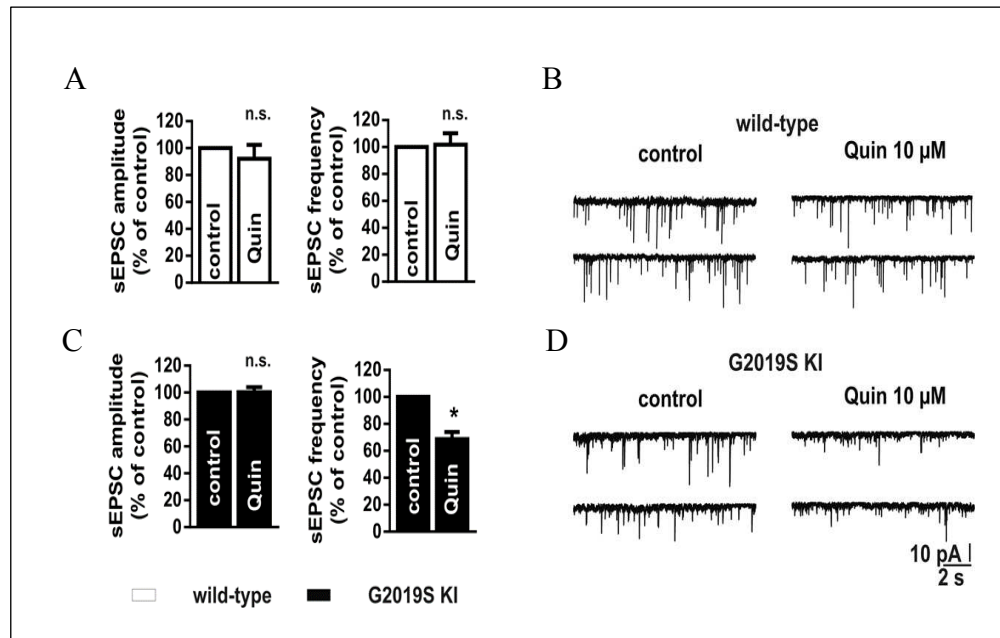 A
sEPSC amplitude
(% of control)
120
100
80
60
40
20
0
control
Quin
n.s.
sEPSC frequency
(% of control)
120
100
80
60
40
20
0
control
Quin
n.s.
B
wild-type
control
Quin 10 µM
C
sEPSC amplitude
(% of control)
120
100
80
60
40
20
0
control
Quin
n.s.
sEPSC frequency
(% of control)
120
100
80
60
40
20
0
control
Quin
*
D
G2019S KI
control
Quin 10 µM
10 pA
2 s
wild-type
G2019S KI